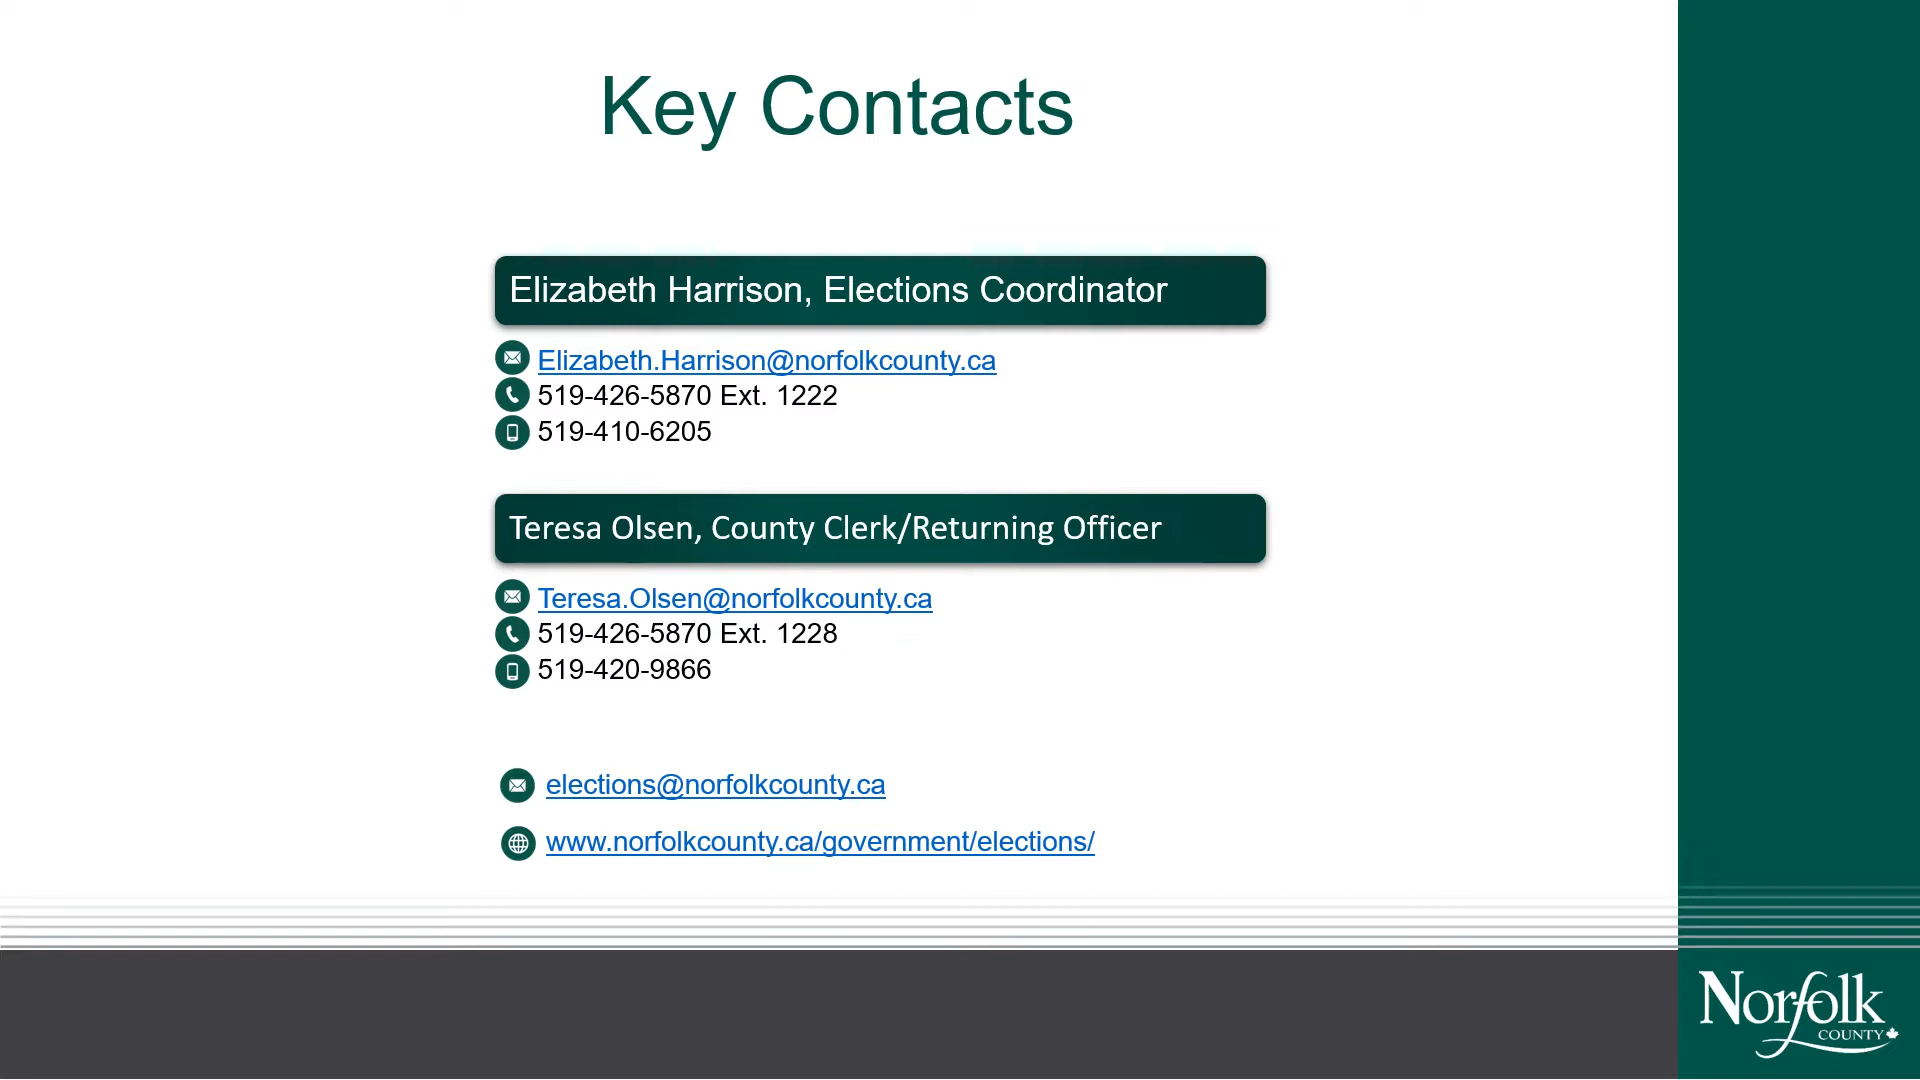 Key Contacts
Elizabeth Harrison, Elections Coordinator
Elizabeth.Harrison@norfolkcounty.ca
519-426-5870 Ext. 1222
519-410-6205
Teresa Olsen, County Clerk/Returning Officer
Teresa.Olsen@norfolkcounty.ca
519-426-5870 Ext. 1228
519-420-9866
elections@norfolkcounty.ca
www.norfolkcounty.ca/government/elections/
Norfolk
COUNTY